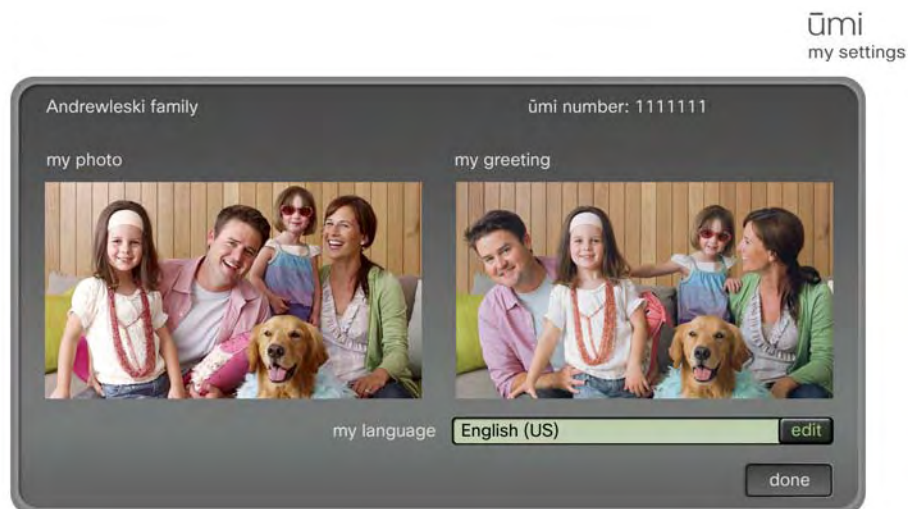 ūmi
my settings
Andrewleski family
ūmi number: 1111111
my photo
my greeting
my language
English (US)
edit
done